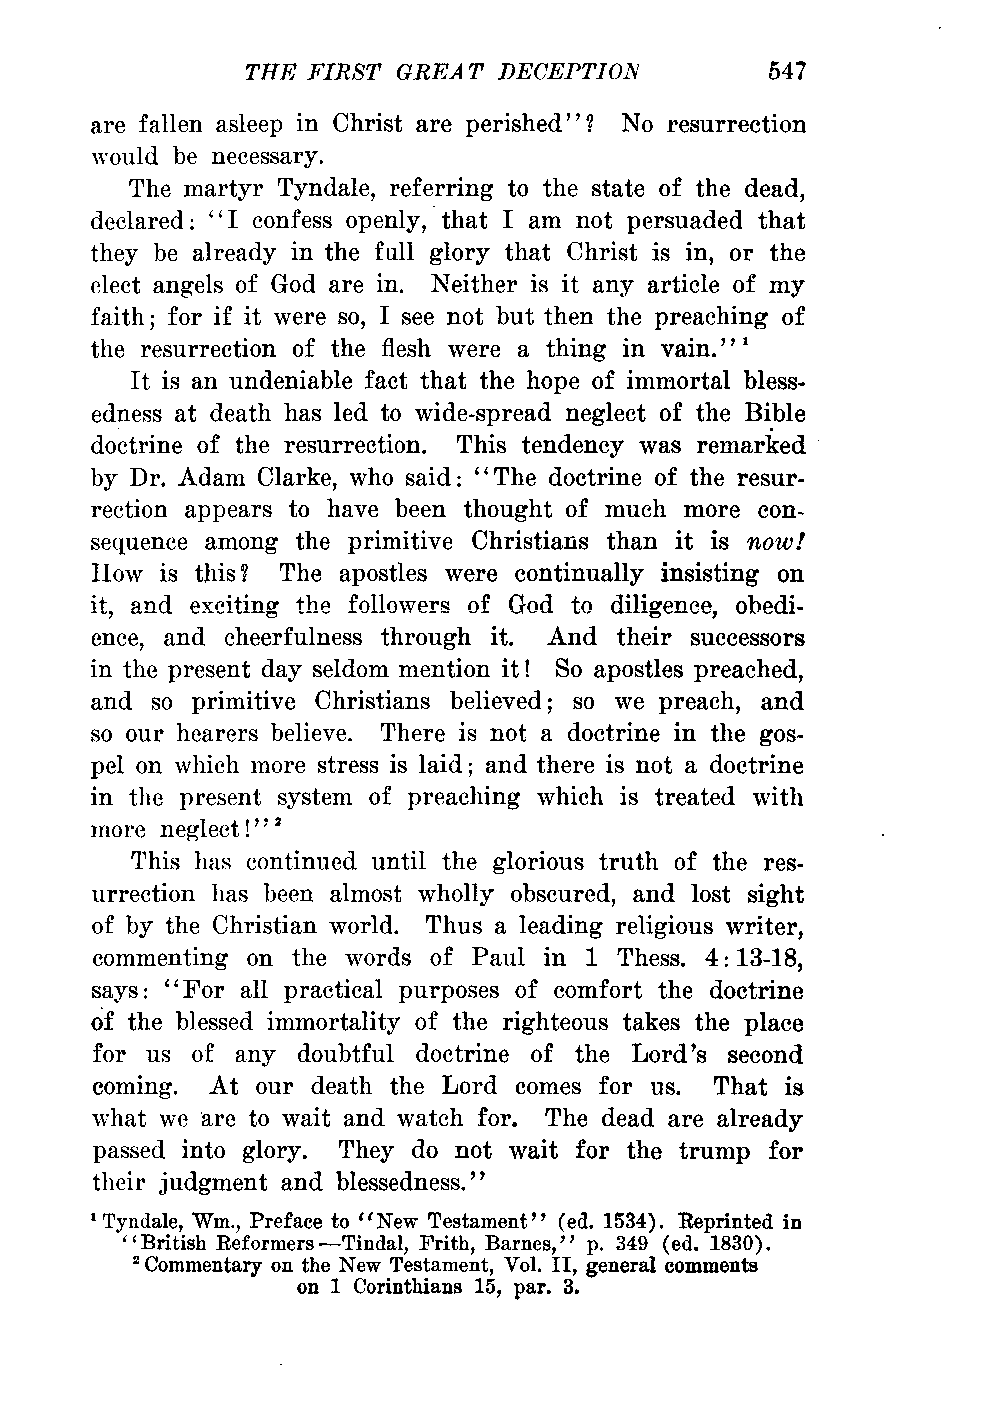 THE FIRST GREAT DECEPTION 547
are fallen asleep in Christ are perished''? No resurrection
would be necessary.
The martyr Tyndale, referring to the state of the dead,
declared: ''I confess openly, that I am not persuaded that
they be already in the full glory that Christ is in, or the
elect angels of God are in. Neither is it any article of my
faith; for if it were so, I see not but then the preaching of
the resurrection of the flesh were a thing in vain.''¹
It is an undeniable fact that the hope of immortal bless-
edness at death has led to wide-spread neglect of the Bible
doctrine of the resurrection. This tendency was remarked
by Dr. Adam Clarke, who said: ''The doctrine of the resur-
rection appears to have been thought of much more con-
sequence among the primitive Christians than it is now!
How is this? The apostles were continually insisting on
it, and exciting the followers of God to diligence, obedi-
ence, and cheerfulness through it. And their successors
in the present day seldom mention it! So apostles preached,
and so primitive Christians believed; so we preach, and
so our hearers believe. There is not a doctrine in the gos-
pel on which more stress is laid; and there is not a doctrine
in the present system of preaching which is treated with
more neglect!''²
This has continued until the glorious truth of the res-
urrection has been almost wholly obscured, and lost sight
of by the Christian world. Thus a leading religious writer,
commenting on the words of Paul in 1 Thess. 4:13-18,
says: ''For all practical purposes of comfort the doctrine
of the blessed immortality of the righteous takes the place
for us of any doubtful doctrine of the Lord's second
coming. At our death the Lord comes for us. That is
what we are to wait and watch for. The dead are already
passed into glory. They do not wait for the trump for
their judgment and blessedness.''
¹ Tyndale, Wm., Preface to ''New Testament'' (ed. 1534). Reprinted in
''British Reformers—Tindal, Frith, Barnes,'' p. 349 (ed. 1830).
² Commentary on the New Testament, Vol. II, general comments
on 1 Corinthians 15, par. 3.